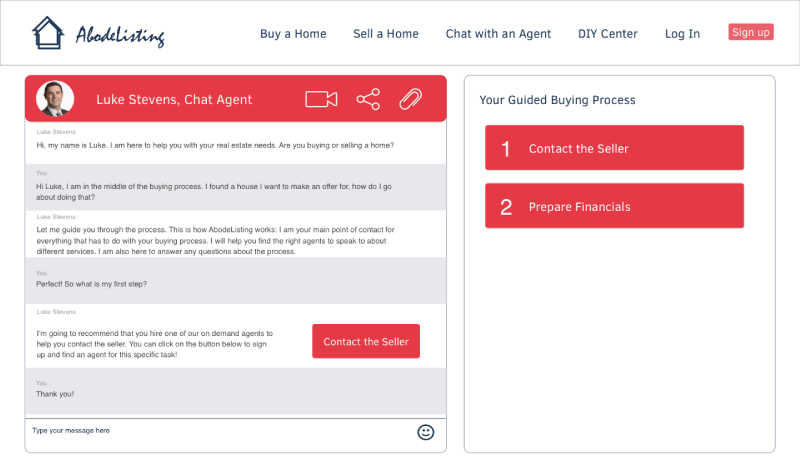 AbodeListing
Buy a Home
Sell a Home
Chat with an Agent
DIY Center
Log In
Sign up
Luke Stevens, Chat Agent
Luke Stevens
Hi, my name is Luke. I am here to help you with your real estate needs. Are you buying or selling a home?
You
Hi Luke, I am in the middle of the buying process. I found a house I want to make an offer for, how do I go
about doing that?
Luke Stevens
Let me guide you through the process. This is how AbodeListing works: I am your main point of contact for
everything that has to do with your buying process. I will help you find the right agents to speak to about
different services. I am also here to answer any questions about the process.
You
Perfect! So what is my first step?
Luke Stevens
I'm going to recommend that you hire one of our on demand agents to
help you contact the seller. You can click on the button below to sign
up and find an agent for this specific task!
Contact the Seller
You
Thank you!
Type your message here
Your Guided Buying Process
1 Contact the Seller
2 Prepare Financials